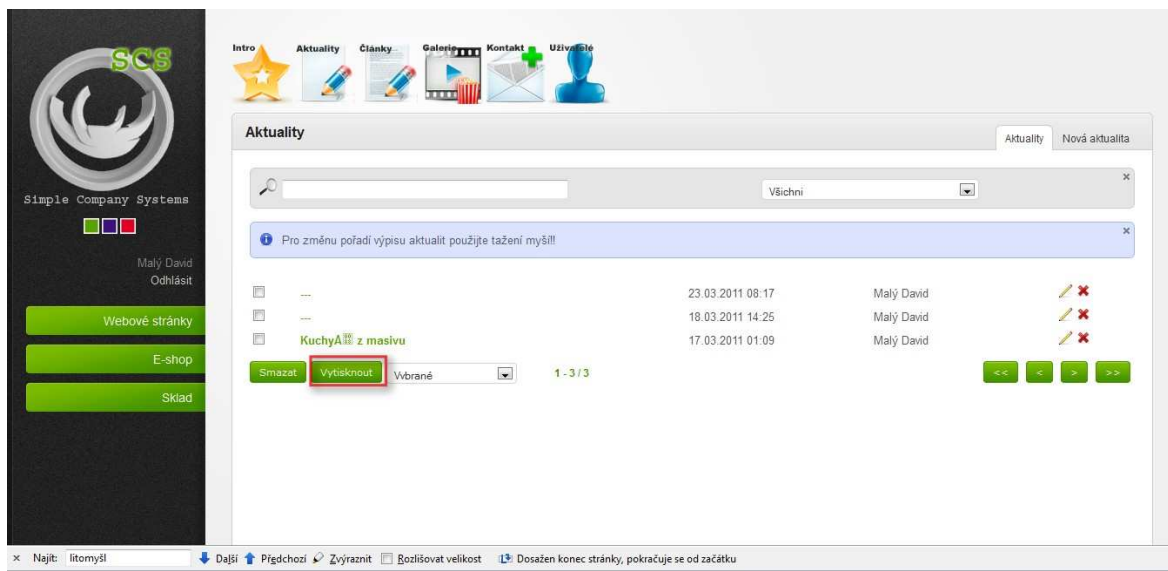 SCS
Simple Company Systems
Malý David
Odhlásit
Webové stránky
E-shop
Sklad
Intro Aktuality Články Galerie Kontakt Uživatelé
Aktuality
Aktuality Nová aktualita
Všichni
Pro změnu pořadí výpisu aktualit použijte tažení myší!!
--- 23.03.2011 08:17 Malý David
--- 18.03.2011 14:25 Malý David
z masivu 17.03.2011 01:09 Malý David
Smazat Vytisknout Vybrané 1 - 3 / 3 << < > >>
× Najít: litomyšl Další Předchozí Zvýraznit Rozlišovat velikost Dosažen konec stránky, pokračuje se od začátku